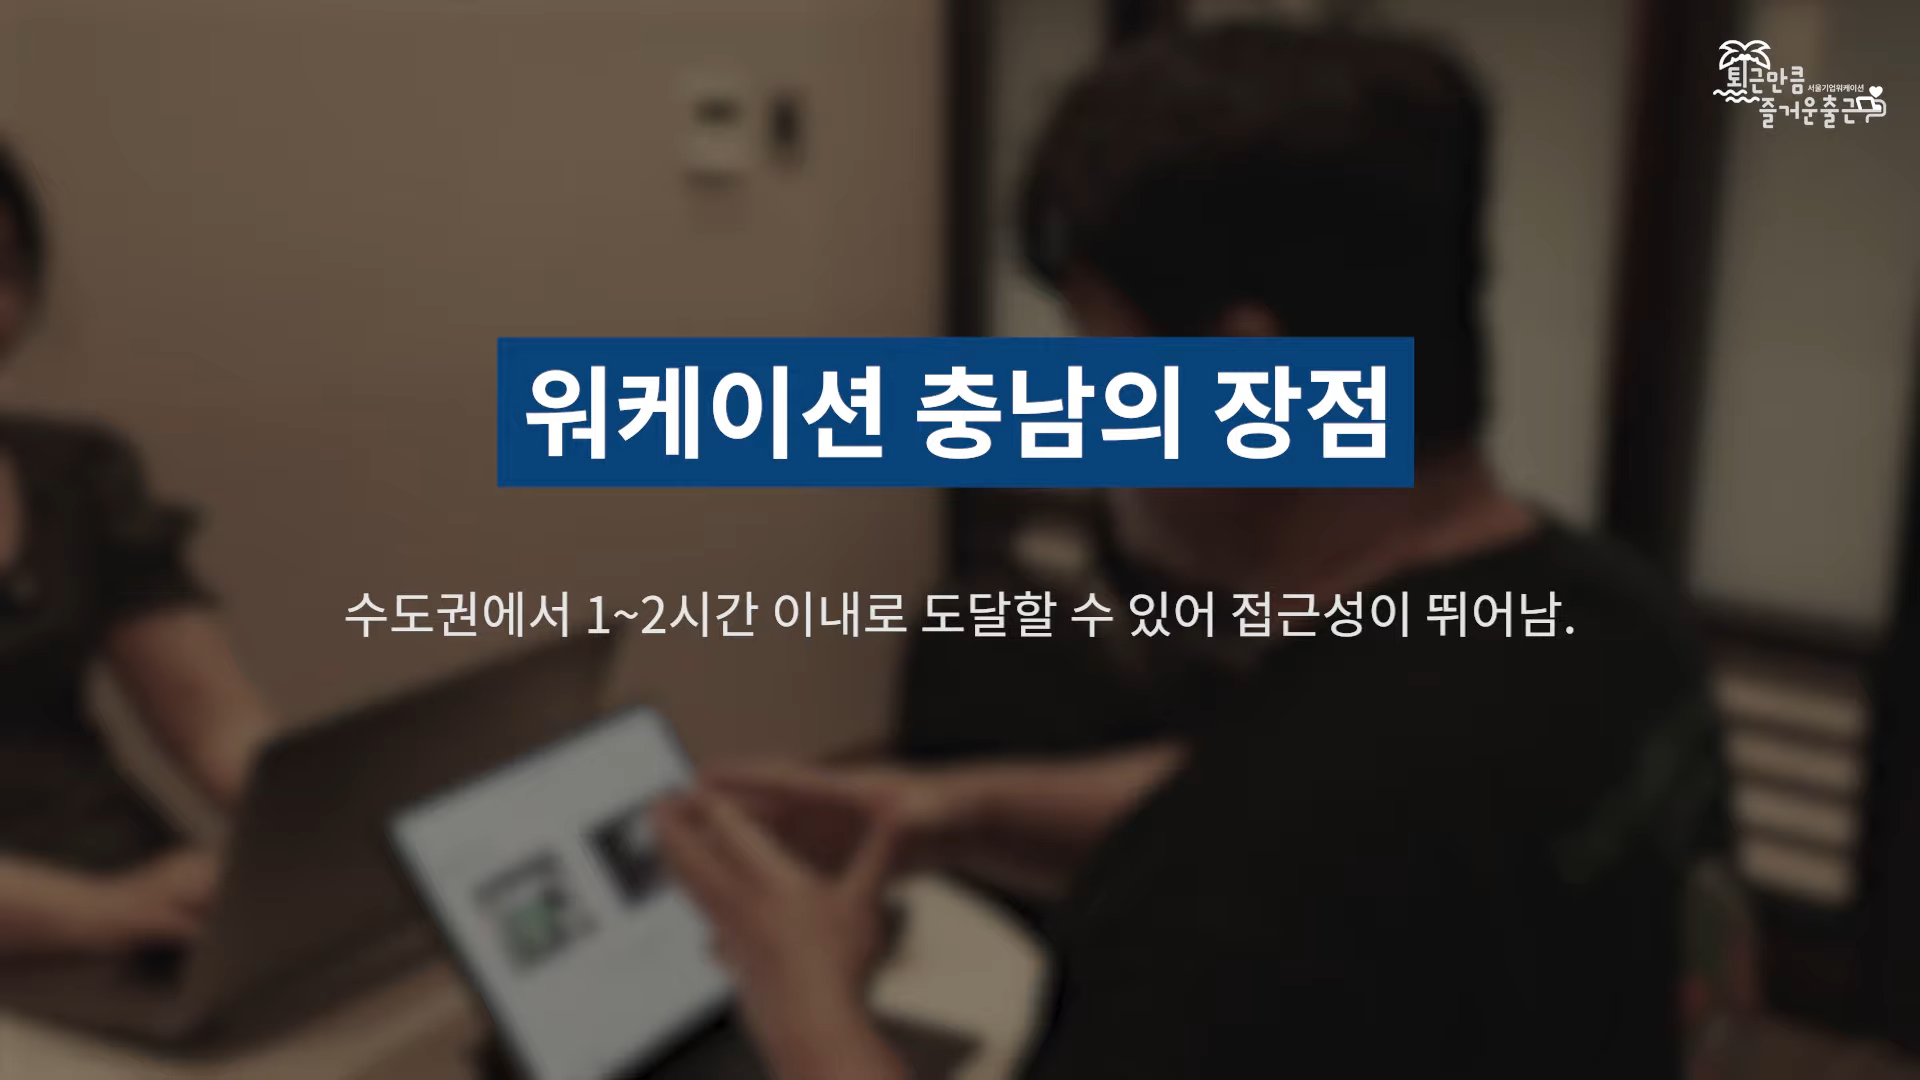 퇴근만큼
서울기업워케이션
즐거운출근
워케이션 충남의 장점
수도권에서 1~2시간 이내로 도달할 수 있어 접근성이 뛰어남.